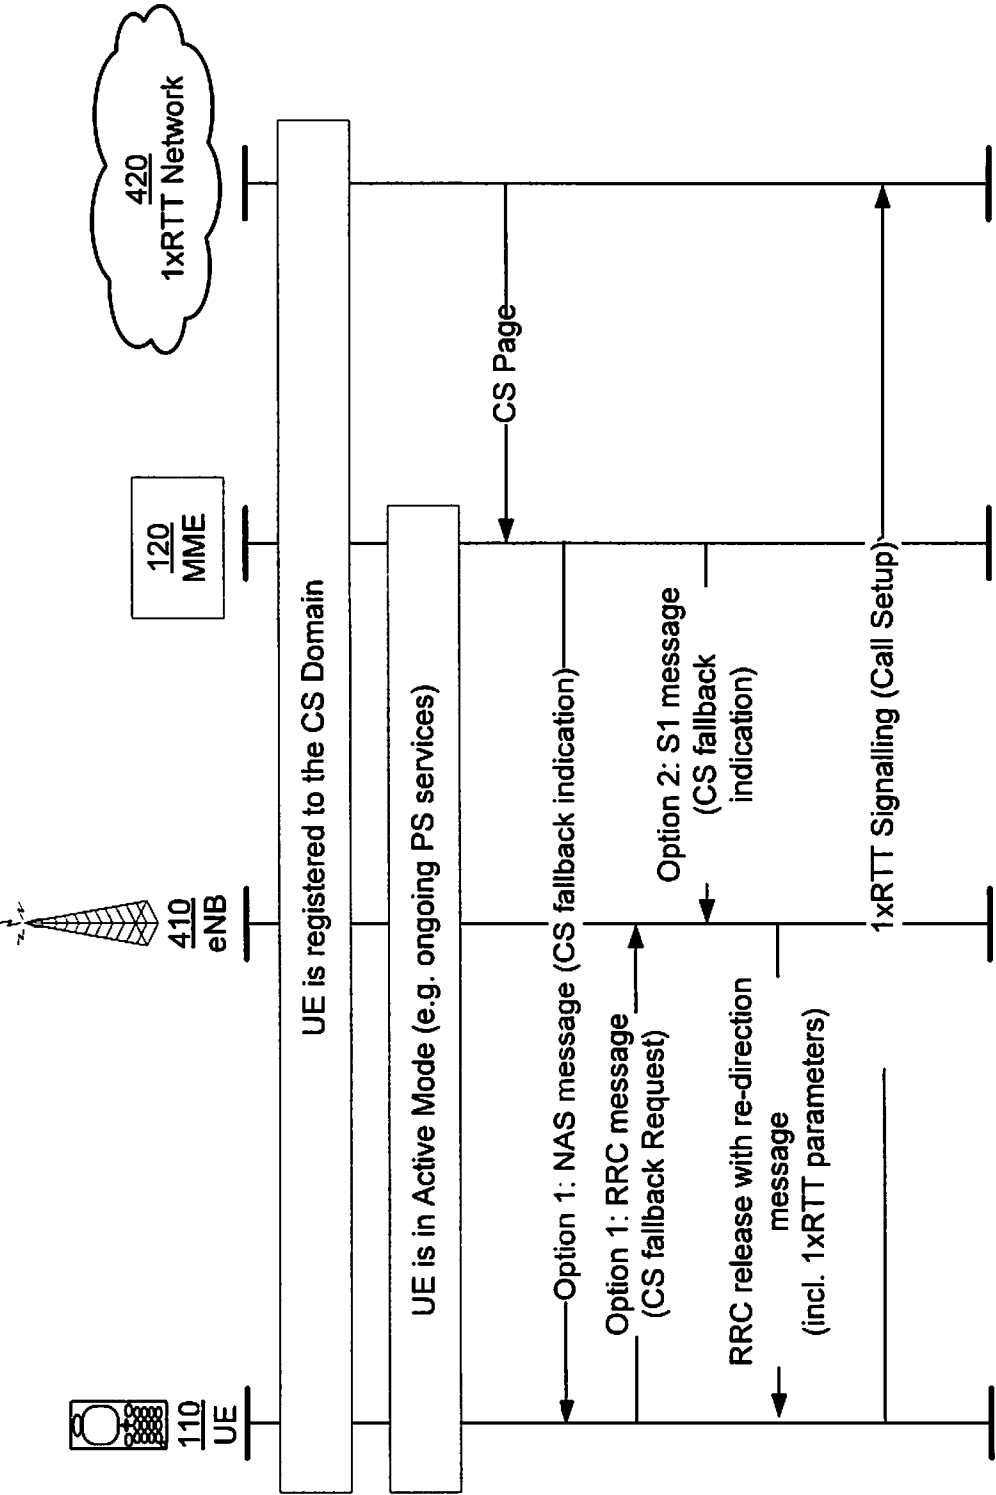 110
UE
410
eNB
120
MME
420
1xRTT Network
UE is registered to the CS Domain
UE is in Active Mode (e.g. ongoing PS services)
CS Page
Option 1: NAS message (CS fallback indication)
Option 1: RRC message
(CS fallback Request)
Option 2: S1 message
(CS fallback
indication)
RRC release with re-direction
message
(incl. 1xRTT parameters)
1xRTT Signalling (Call Setup)